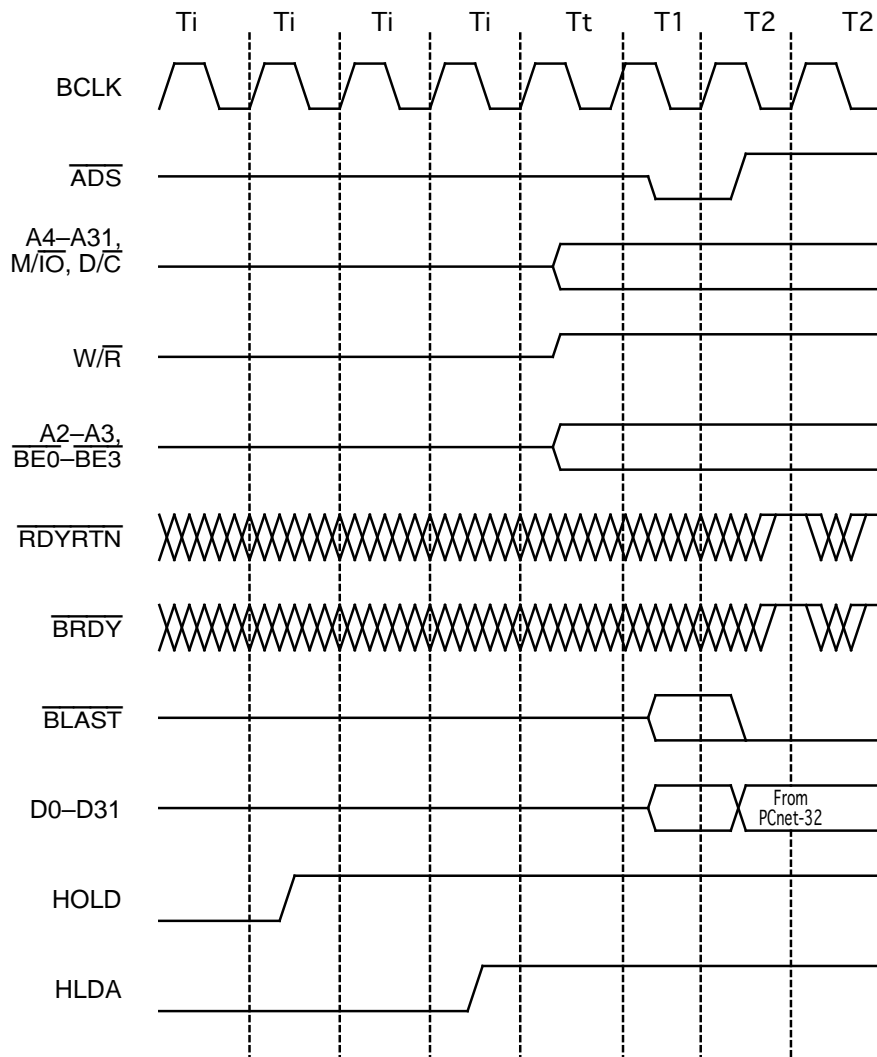 Ti Ti Ti Ti Tt T1 T2 T2
BCLK
ADS
A4–A31,
M/IO, D/C
W/R
A2–A3,
BE0–BE3
RDYRTN
BRDY
BLAST
D0–D31
From
PCnet-32
HOLD
HLDA